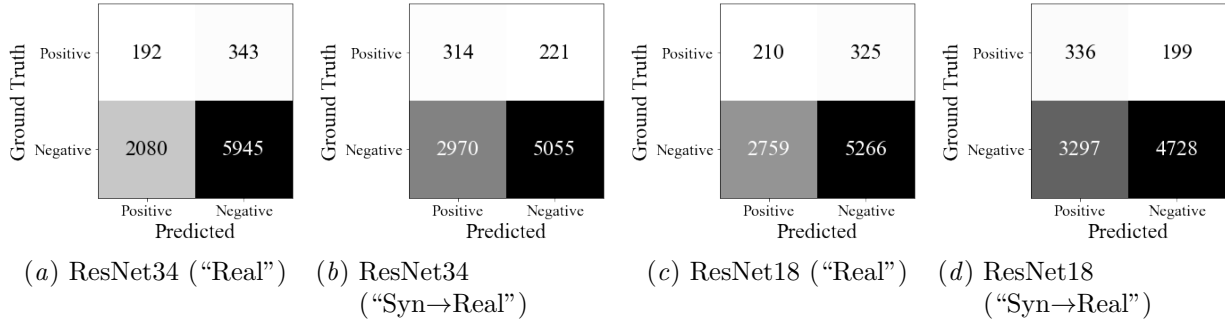 Ground Truth
Positive
Negative
192 343
2080 5945
Positive Negative
Predicted
(a) ResNet34 (“Real”)
Ground Truth
Positive
Negative
314 221
2970 5055
Positive Negative
Predicted
(b) ResNet34
(“Syn→Real”)
Ground Truth
Positive
Negative
210 325
2759 5266
Positive Negative
Predicted
(c) ResNet18 (“Real”)
Ground Truth
Positive
Negative
336 199
3297 4728
Positive Negative
Predicted
(d) ResNet18
(“Syn→Real”)